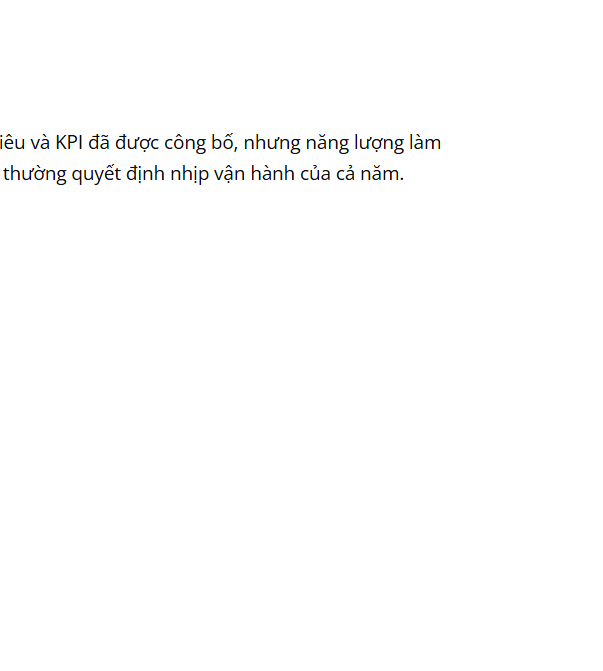 và KPI đã được công bố, nhưng năng lượng làm
thường quyết định nhịp vận hành của cả năm.